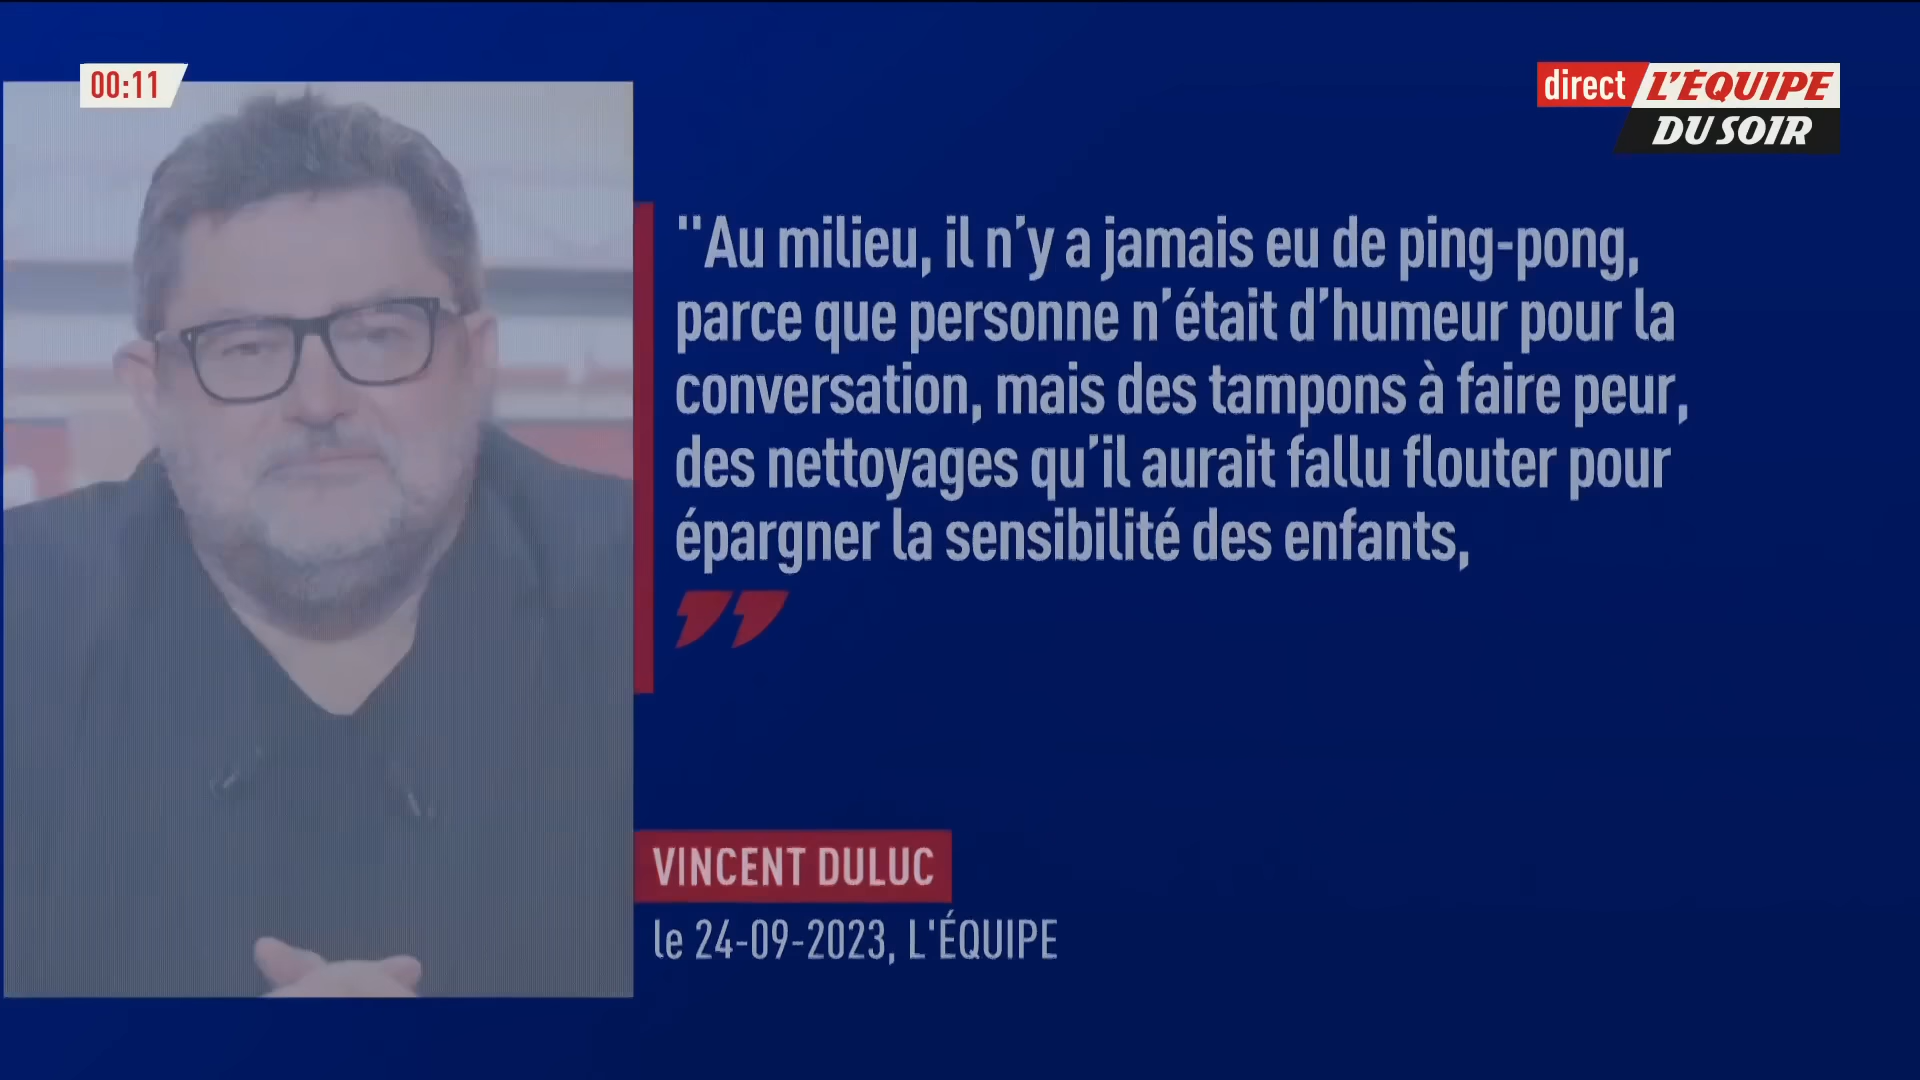 00:11
direct L'ÉQUIPE
DU SOIR
"Au milieu, il n'y a jamais eu de ping-pong,
parce que personne n'était d'humeur pour la
conversation, mais des tampons à faire peur,
des nettoyages qu'il aurait fallu flouter pour
épargner la sensibilité des enfants,
”
VINCENT DULUC
le 24-09-2023, L'ÉQUIPE